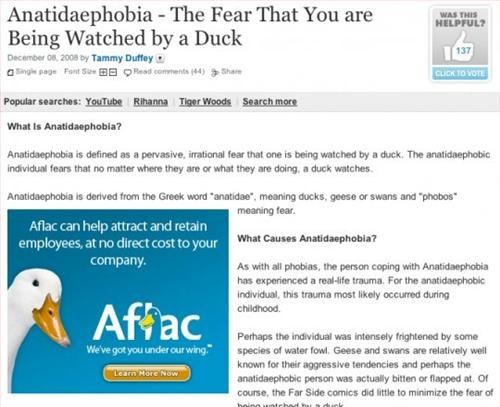 Anatidaephobia - The Fear That You are
Being Watched by a Duck
WAS THIS
HELPFUL?
137
CLICK TO VOTE
December 08, 2008 by Tammy Duffey
Single page Font Size Read comments (44) Share
Popular searches: YouTube | Rihanna | Tiger Woods | Search more
What Is Anatidaephobia?
Anatidaephobia is defined as a pervasive, irrational fear that one is being watched by a duck. The anatidaephobic
individual fears that no matter where they are or what they are doing, a duck watches.
Anatidaephobia is derived from the Greek word "anatidae", meaning ducks, geese or swans and "phobos"
meaning fear.
Aflac can help attract and retain
employees, at no direct cost to your
company.
Aflac
We've got you under our wing.™
Learn More Now
What Causes Anatidaephobia?
As with all phobias, the person coping with Anatidaephobia
has experienced a real-life trauma. For the anatidaephobic
individual, this trauma most likely occurred during
childhood.
Perhaps the individual was intensely frightened by some
species of water fowl. Geese and swans are relatively well
known for their aggressive tendencies and perhaps the
anatidaephobic person was actually bitten or flapped at. Of
course, the Far Side comics did little to minimize the fear of
being watched by a duck